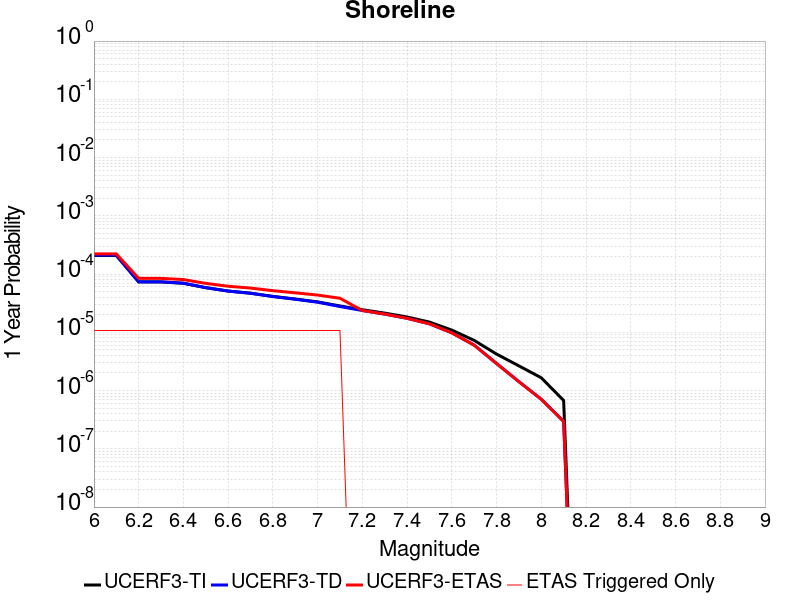 Shoreline
10^0
10^-1
10^-2
10^-3
10^-4
10^-5
10^-6
10^-7
10^-8
1 Year Probability
6 6.2 6.4 6.6 6.8 7 7.2 7.4 7.6 7.8 8 8.2 8.4 8.6 8.8 9
Magnitude
UCERF3-TI UCERF3-TD UCERF3-ETAS ETAS Triggered Only